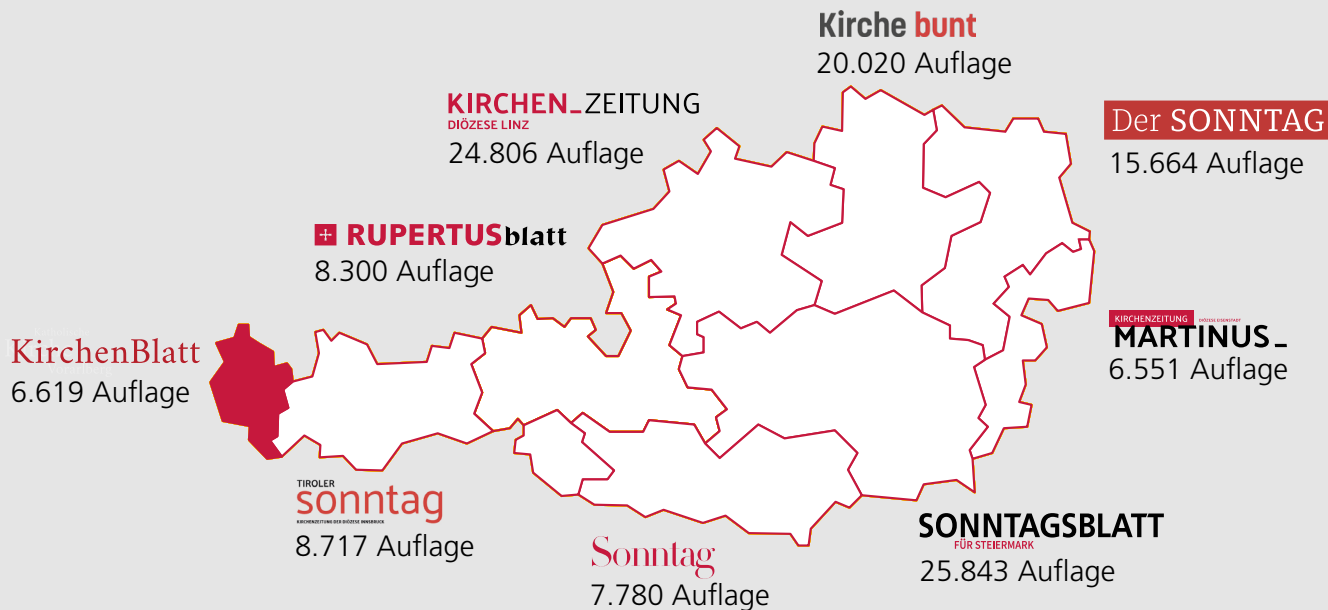 Kirche bunt
20.020 Auflage
KIRCHEN_ZEITUNG
DIÖZESE LINZ
24.806 Auflage
Der SONNTAG
15.664 Auflage
RUPERTUSblatt
8.300 Auflage
KirchenBlatt
6.619 Auflage
KIRCHENZEITUNG DIÖZESE EISENSTADT
MARTINUS_
6.551 Auflage
TIROLER
sonntag
KIRCHENZEITUNG DER DIÖZESE INNSBRUCK
8.717 Auflage
Sonntag
7.780 Auflage
SONNTAGSBLATT
FÜR STEIERMARK
25.843 Auflage